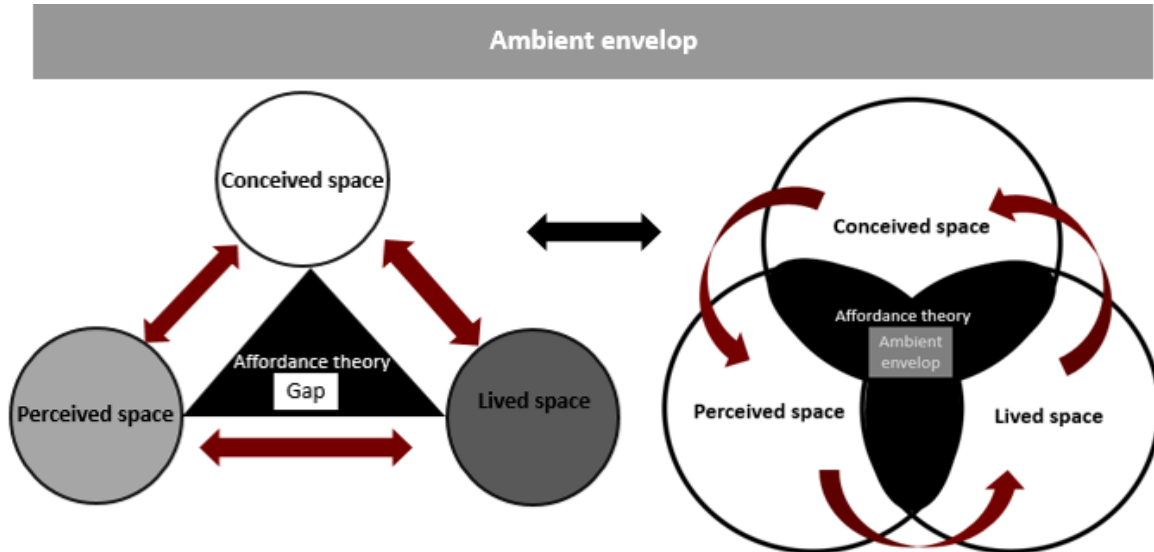 Ambient envelop
Conceived space
Affordance theory
Gap
Perceived space
Lived space
Conceived space
Affordance theory
Ambient
envelop
Perceived space
Lived space